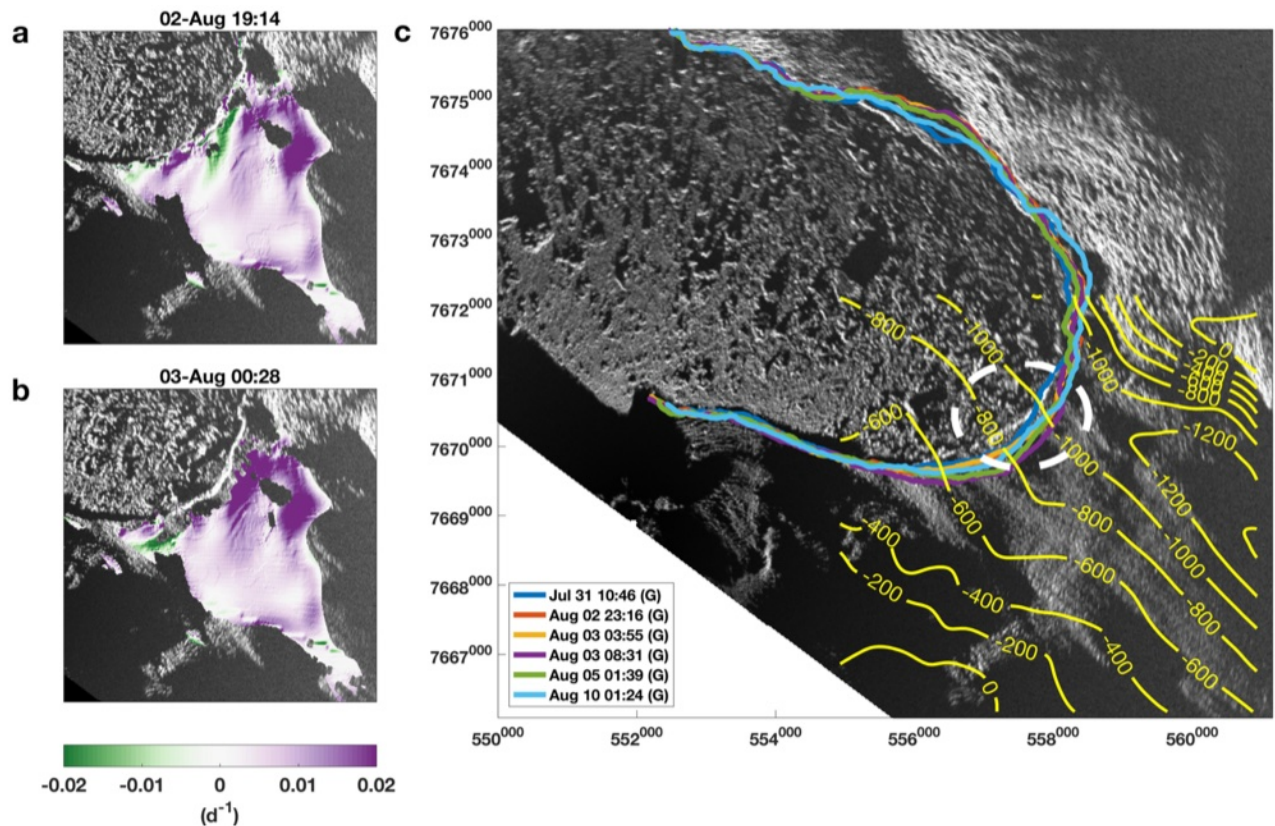 a
02-Aug 19:14
b
03-Aug 00:28
-0.02 -0.01 0 0.01 0.02
(d⁻¹)
c
7676⁰⁰⁰
7675⁰⁰⁰
7674⁰⁰⁰
7673⁰⁰⁰
7672⁰⁰⁰
7671⁰⁰⁰
7670⁰⁰⁰
7669⁰⁰⁰
7668⁰⁰⁰
7667⁰⁰⁰
-800
-1000
-1000
0
-200
-800
-600
-800
-1000
-1200
-1200
-600
-800
-400
-1000
-600
-200
-400
-800
-200
-400
-600
0
Jul 31 10:46 (G)
Aug 02 23:16 (G)
Aug 03 03:55 (G)
Aug 03 08:31 (G)
Aug 05 01:39 (G)
Aug 10 01:24 (G)
550⁰⁰⁰ 552⁰⁰⁰ 554⁰⁰⁰ 556⁰⁰⁰ 558⁰⁰⁰ 560⁰⁰⁰